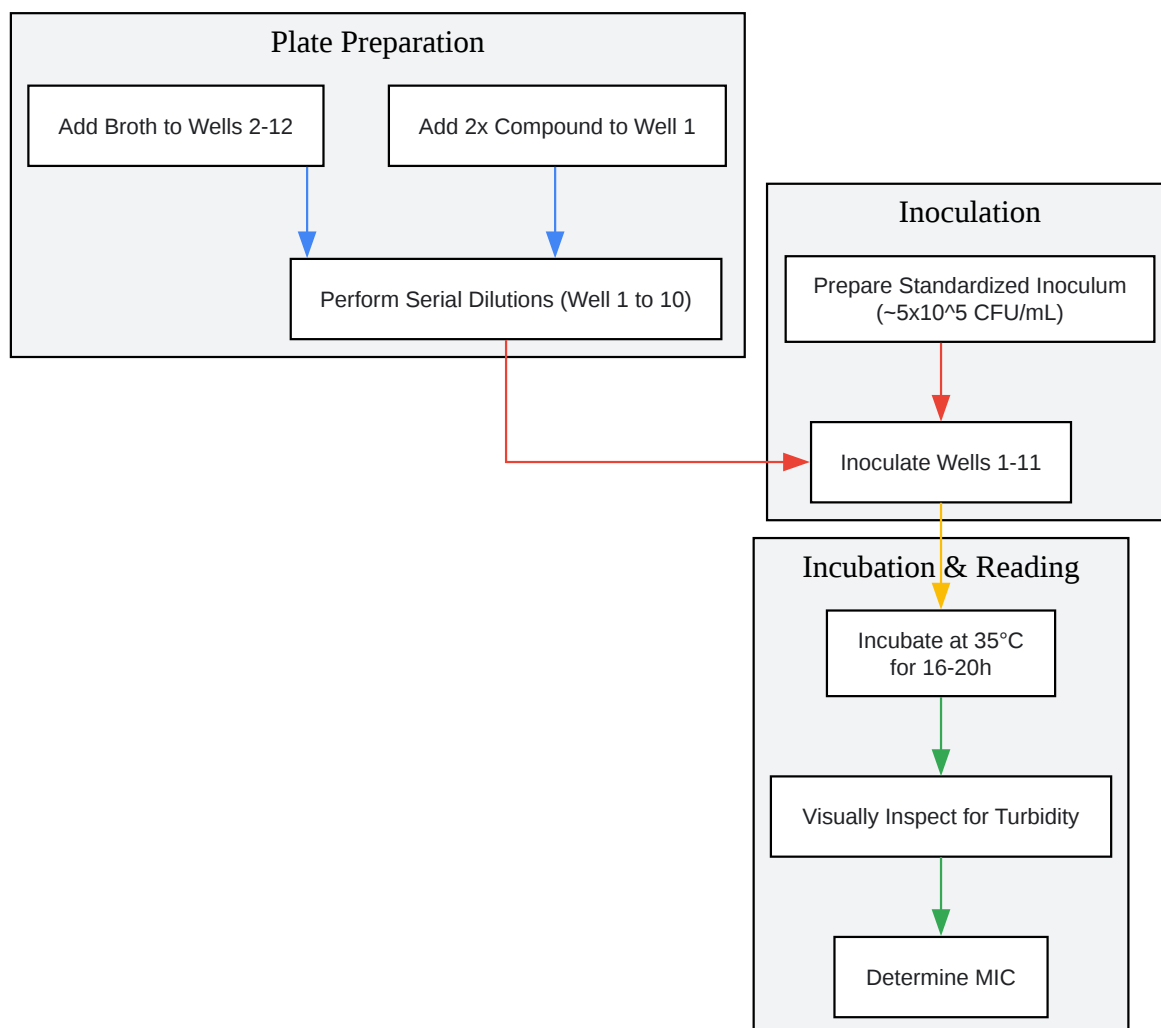 Plate Preparation
Add Broth to Wells 2-12
Add 2x Compound to Well 1
Perform Serial Dilutions (Well 1 to 10)
Inoculation
Prepare Standardized Inoculum
(~5x10^5 CFU/mL)
Inoculate Wells 1-11
Incubation & Reading
Incubate at 35°C
for 16-20h
Visually Inspect for Turbidity
Determine MIC